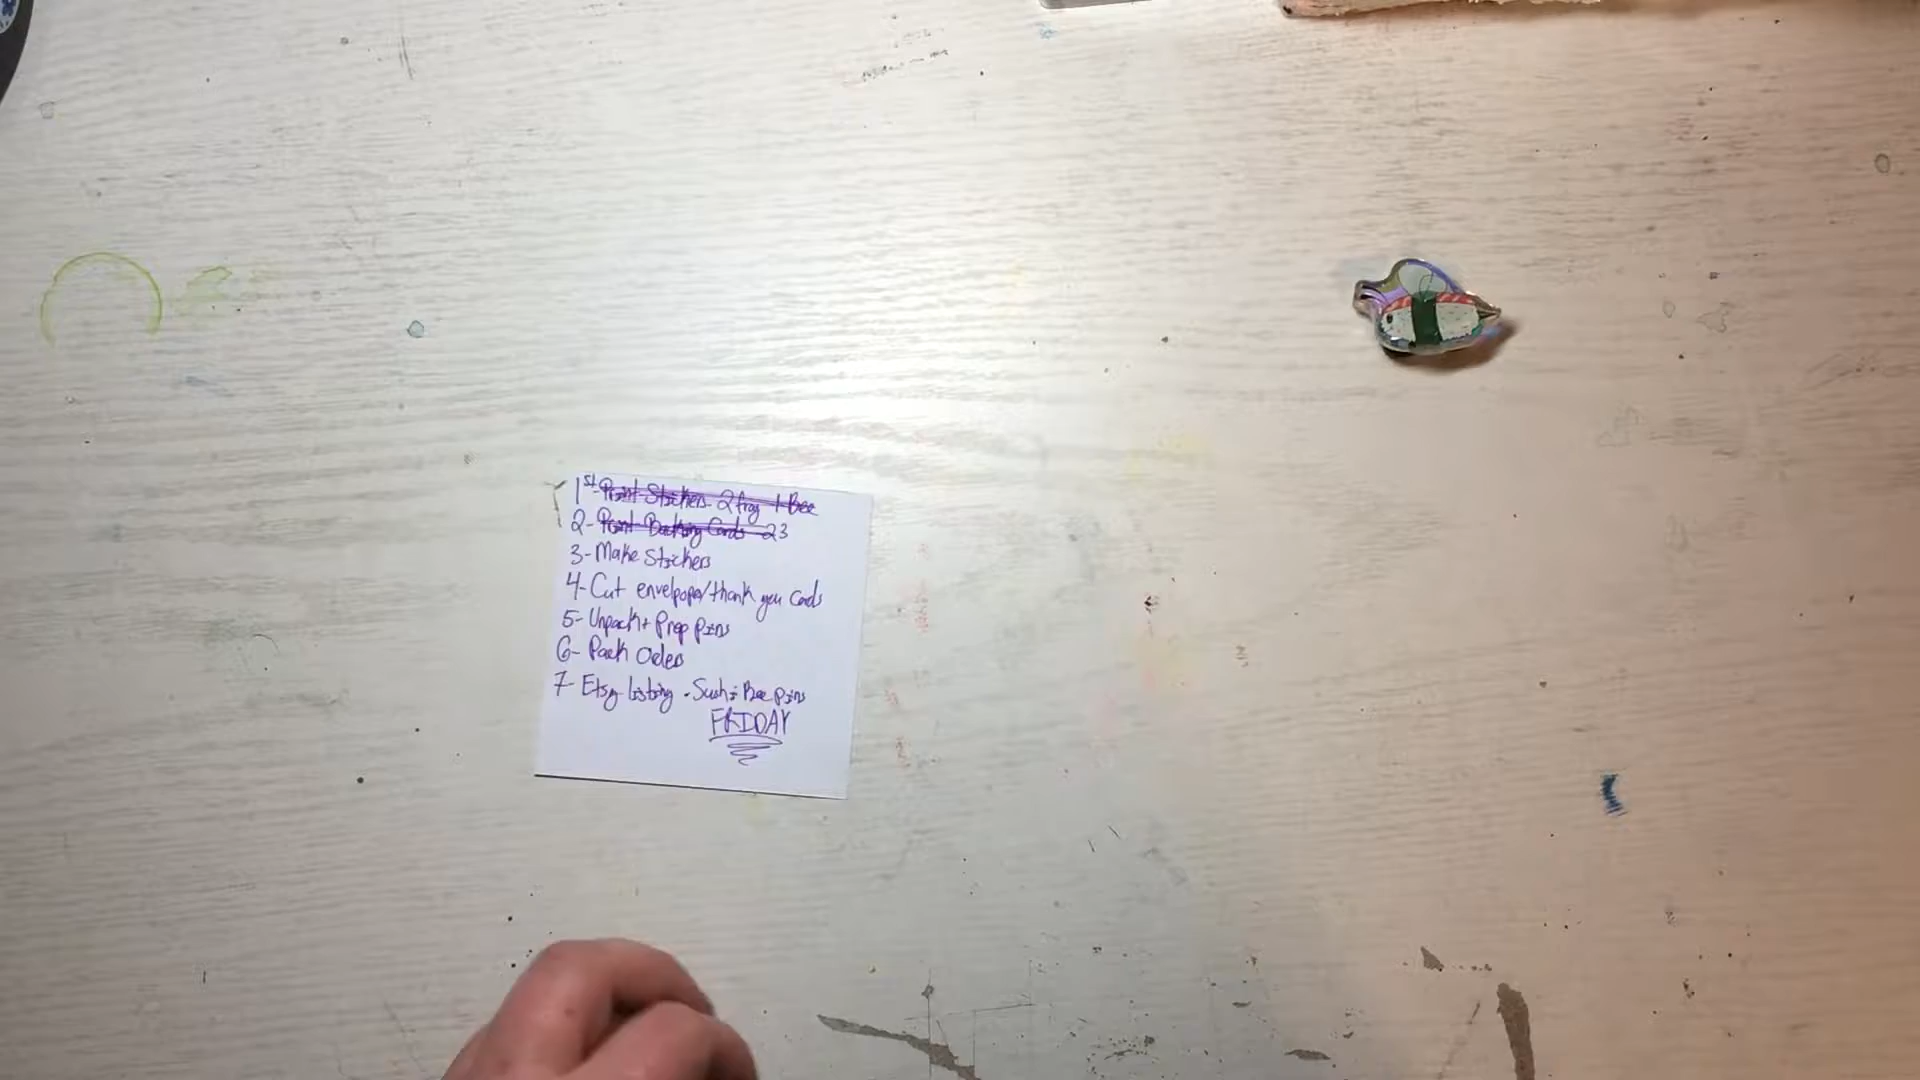 1st- Print Stickers- 2 frog 1 Bee
2- Print Backing Cards 23
3- Make Stickers
4- Cut envelpope/thank you Cards
5- Unpack + Prep Pins
6- Pack Orders
7- Etsy listing - Sushi Bee pins
FRIDAY